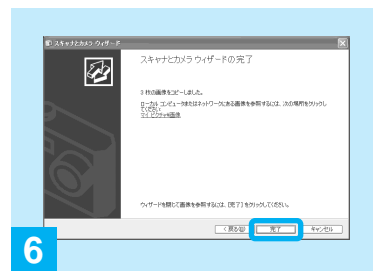 スキャナとカメラ ウィザード
スキャナとカメラ ウィザードの完了
3 枚の画像をコピーしました。
ローカル コンピュータまたはネットワークにある画像を参照するには、次の場所をクリックし
てください:
マイ ピクチャ¥画像
ウィザードを閉じて画像を参照するには、[完了] をクリックしてください。
< 戻る(B) 完了 キャンセル
6